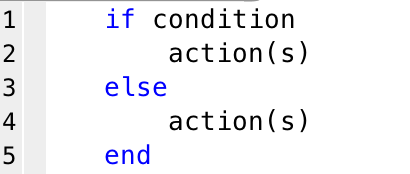 1 if condition
2 action(s)
3 else
4 action(s)
5 end